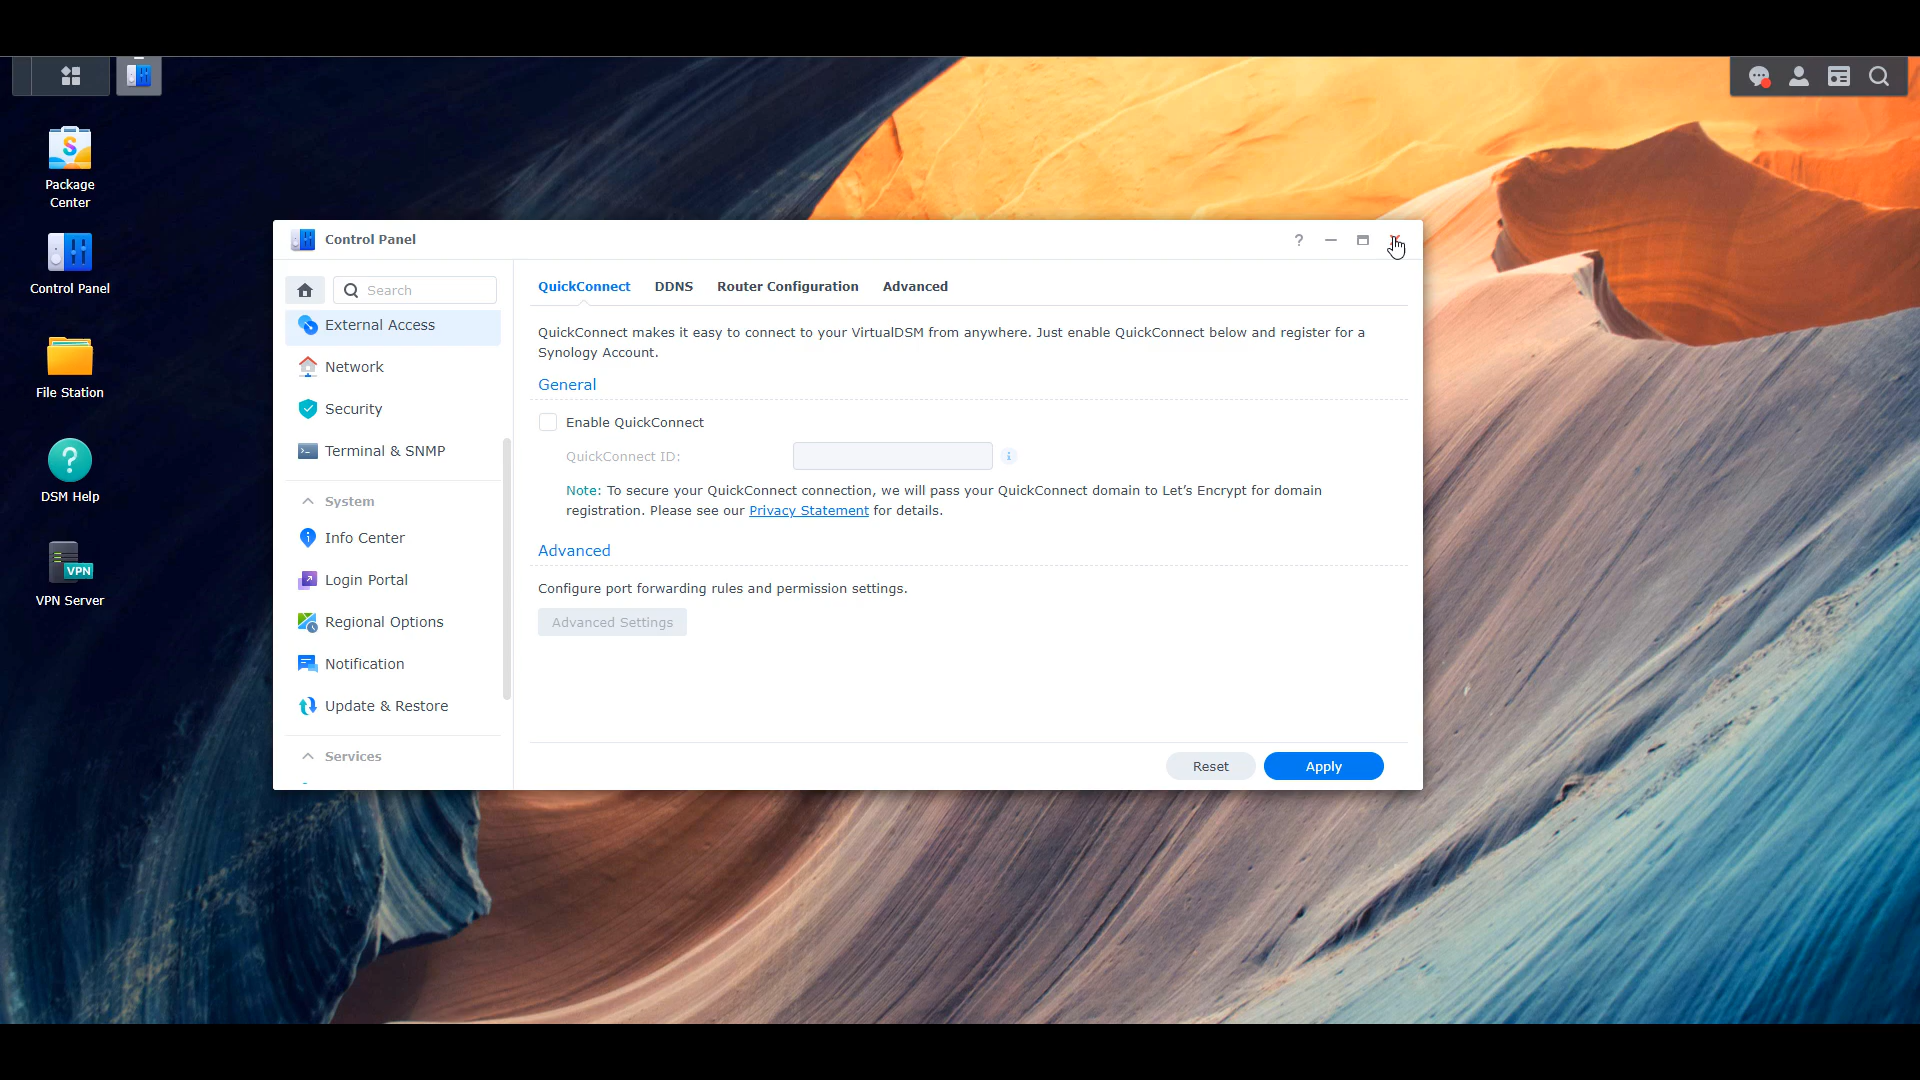 Package
Center
Control Panel
File Station
DSM Help
VPN
VPN Server
Control Panel
?
Search
External Access
Network
Security
Terminal & SNMP
System
Info Center
Login Portal
Regional Options
Notification
Update & Restore
Services
QuickConnect DDNS Router Configuration Advanced
QuickConnect makes it easy to connect to your VirtualDSM from anywhere. Just enable QuickConnect below and register for a
Synology Account.
General
Enable QuickConnect
QuickConnect ID:
Note: To secure your QuickConnect connection, we will pass your QuickConnect domain to Let's Encrypt for domain
registration. Please see our Privacy Statement for details.
Advanced
Configure port forwarding rules and permission settings.
Advanced Settings
Reset Apply